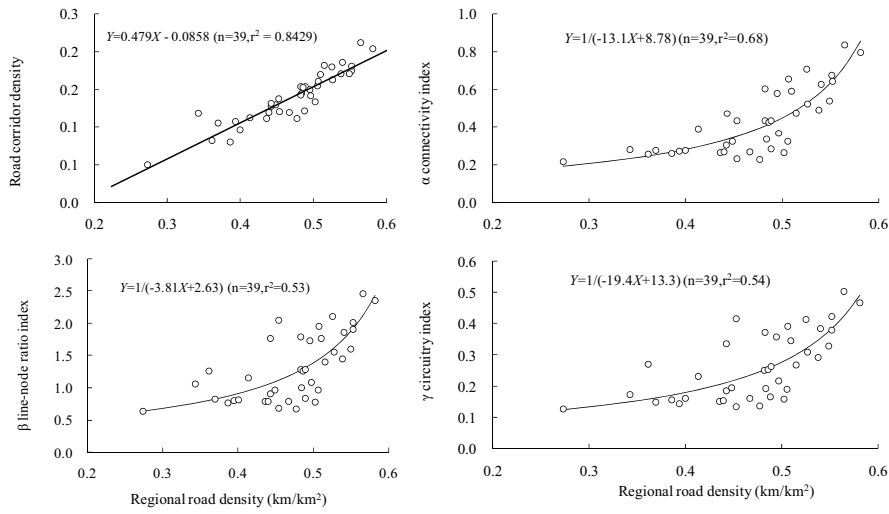 Y=0.479X - 0.0858 (n=39,r² = 0.8429)
Road corridor density
0.3
0.2
0.2
0.1
0.1
0.0
0.2 0.3 0.4 0.5 0.6
Y=1/(-13.1X+8.78) (n=39,r²=0.68)
α connectivity index
1.0
0.8
0.6
0.4
0.2
0.0
0.2 0.3 0.4 0.5 0.6
Y=1/(-3.81X+2.63) (n=39,r²=0.53)
β line-node ratio index
3.0
2.5
2.0
1.5
1.0
0.5
0.0
0.2 0.3 0.4 0.5 0.6
Regional road density (km/km²)
Y=1/(-19.4X+13.3) (n=39,r²=0.54)
γ circuitry index
0.6
0.5
0.4
0.3
0.2
0.1
0.0
0.2 0.3 0.4 0.5 0.6
Regional road density (km/km²)